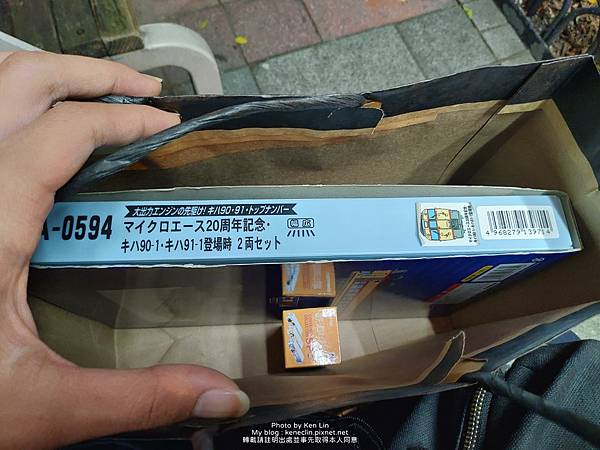 大出力エンジンの先駆け!キハ90・91・トップナンバー
A-0594
マイクロエース20周年記念・
キハ90-1・キハ91-1登場時 2両セット
4 968279 139714
Photo by Ken Lin
My blog : keneclin.pixnet.net
轉載請註明出處並事先取得本人同意